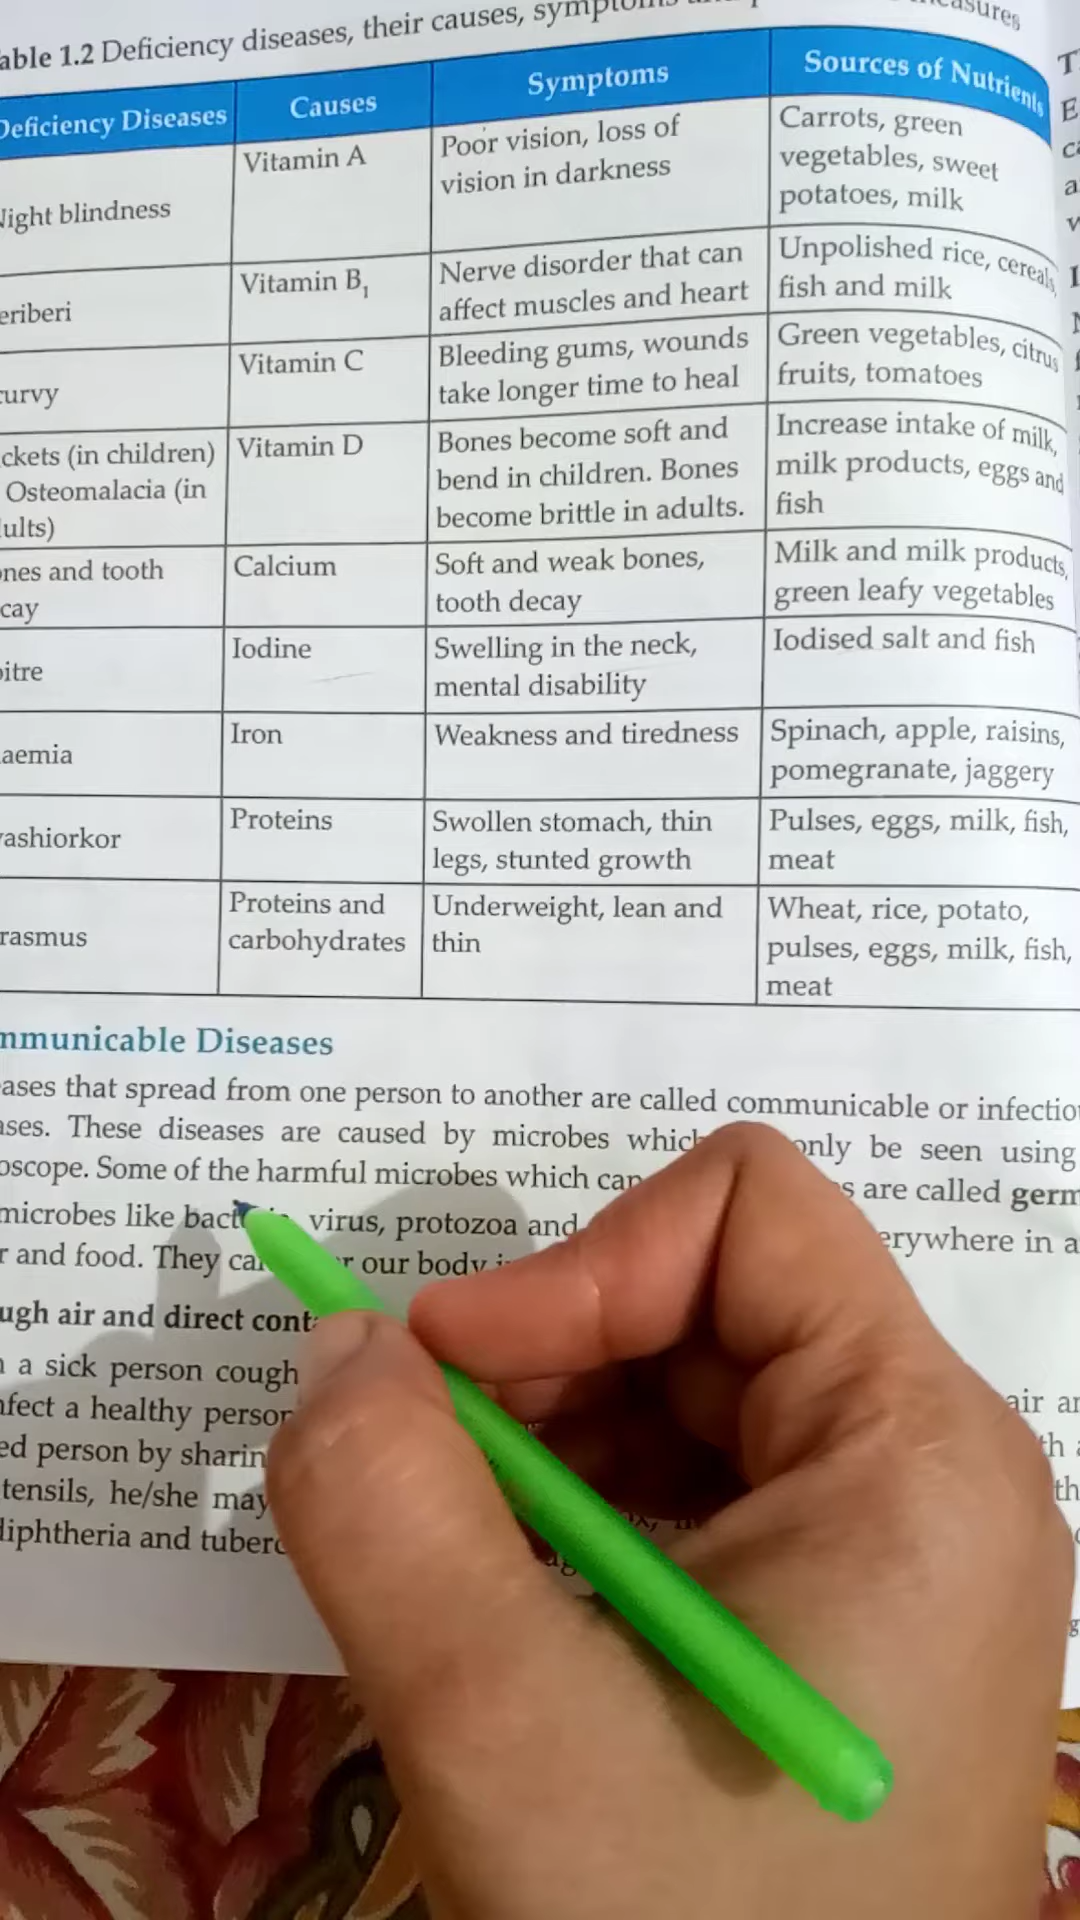 able 1.2 Deficiency diseases, their causes, symptoms
easures
Deficiency Diseases Causes Symptoms Sources of Nutrients
Night blindness
Vitamin A
Poor vision, loss of
vision in darkness
Carrots, green
vegetables, sweet
potatoes, milk
eriberi
Vitamin B1
Nerve disorder that can
affect muscles and heart
Unpolished rice, cereals,
fish and milk
curvy
Vitamin C
Bleeding gums, wounds
take longer time to heal
Green vegetables, citrus
fruits, tomatoes
ckets (in children)
Osteomalacia (in
dults)
Vitamin D
Bones become soft and
bend in children. Bones
become brittle in adults.
Increase intake of milk,
milk products, eggs and
fish
ones and tooth
cay
Calcium
Soft and weak bones,
tooth decay
Milk and milk products,
green leafy vegetables
oitre
Iodine
Swelling in the neck,
mental disability
Iodised salt and fish
aemia
Iron
Weakness and tiredness
Spinach, apple, raisins,
pomegranate, jaggery
ashiorkor
Proteins
Swollen stomach, thin
legs, stunted growth
Pulses, eggs, milk, fish,
meat
rasmus
Proteins and
carbohydrates
Underweight, lean and
thin
Wheat, rice, potato,
pulses, eggs, milk, fish,
meat
mmunicable Diseases
eases that spread from one person to another are called communicable or infectiou
ases. These diseases are caused by microbes which only be seen using
oscope. Some of the harmful microbes which can s are called germ
microbes like virus, protozoa and erywhere in a
r and food. They can our body
ugh air and direct cont
n a sick person cough air an
nfect a healthy person th a
ed person by sharin th
tensils, he/she may
diphtheria and tuberc